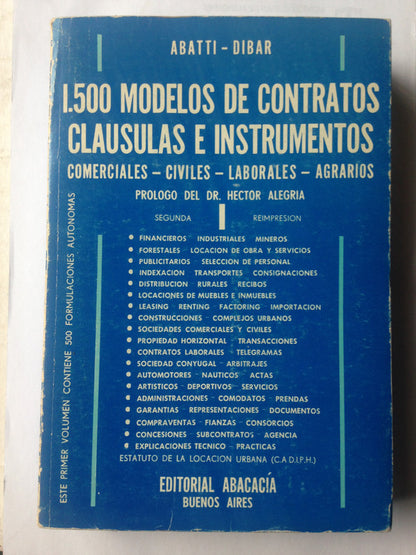 ABATTI - DIBAR
1.500 MODELOS DE CONTRATOS
CLAUSULAS E INSTRUMENTOS
COMERCIALES - CIVILES - LABORALES - AGRARIOS
PROLOGO DEL DR. HECTOR ALEGRIA
SEGUNDA I REIMPRESION
• FINANCIEROS INDUSTRIALES MINEROS
• FORESTALES - LOCACION DE OBRA Y SERVICIOS
• PUBLICITARIOS - SELECCION DE PERSONAL
• INDEXACION TRANSPORTES CONSIGNACIONES
• DISTRIBUCION RURALES RECIBOS
• LOCACIONES DE MUEBLES E INMUEBLES
• LEASING RENTING FACTORING IMPORTACION
• CONSTRUCCIONES - COMPLEJOS URBANOS
• SOCIEDADES COMERCIALES Y CIVILES
• PROPIEDAD HORIZONTAL - TRANSACCIONES
• CONTRATOS LABORALES - TELEGRAMAS
• SOCIEDAD CONYUGAL - ARBITRAJES
• AUTOMOTORES - NAUTICOS - ACTAS
• ARTISTICOS - DEPORTIVOS - SERVICIOS
• ADMINISTRACIONES - COMODATOS - PRENDAS
• GARANTIAS - REPRESENTACIONES - DOCUMENTOS
• COMPRAVENTAS - FIANZAS - CONSORCIOS
• CONCESIONES SUBCONTRATOS - AGENCIA
• EXPLICACIONES TECNICO - PRACTICAS
ESTATUTO DE LA LOCACION URBANA (C.A.D.I.P.H.)
EDITORIAL ABACACÍA
BUENOS AIRES
ESTE PRIMER VOLUMEN CONTIENE 500 FORMULACIONES AUTONOMAS